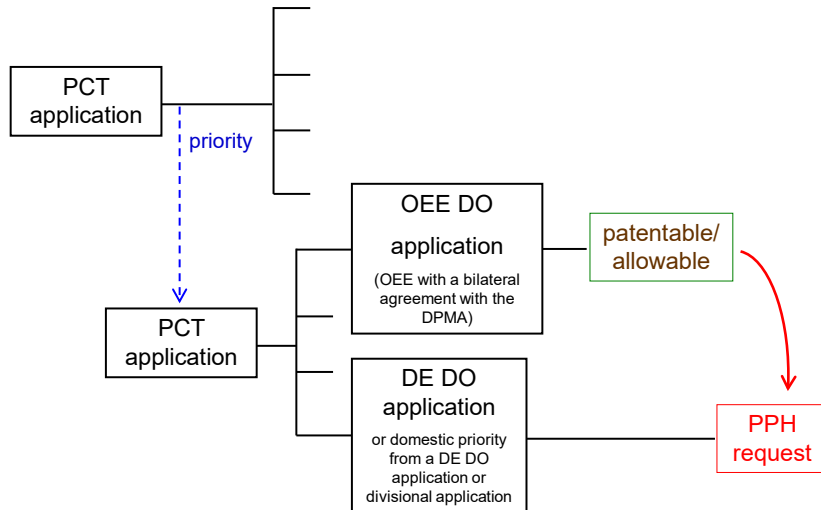 PCT
application
priority
OEE DO
application
(OEE with a bilateral
agreement with the
DPMA)
patentable/
allowable
PCT
application
DE DO
application
or domestic priority
from a DE DO
application or
divisional application
PPH
request